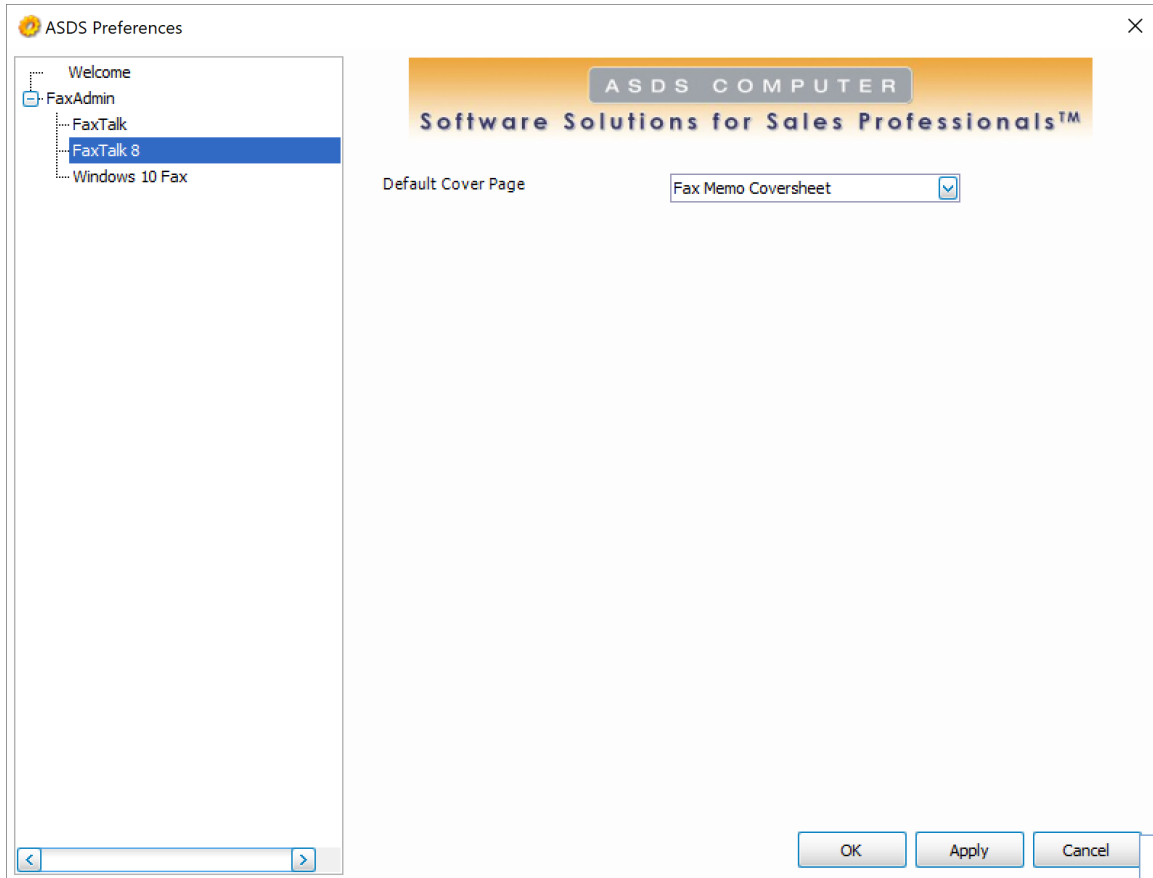 ASDS Preferences
Welcome
FaxAdmin
FaxTalk
FaxTalk 8
Windows 10 Fax
ASDS COMPUTER
Software Solutions for Sales Professionals™
Default Cover Page
Fax Memo Coversheet
OK
Apply
Cancel